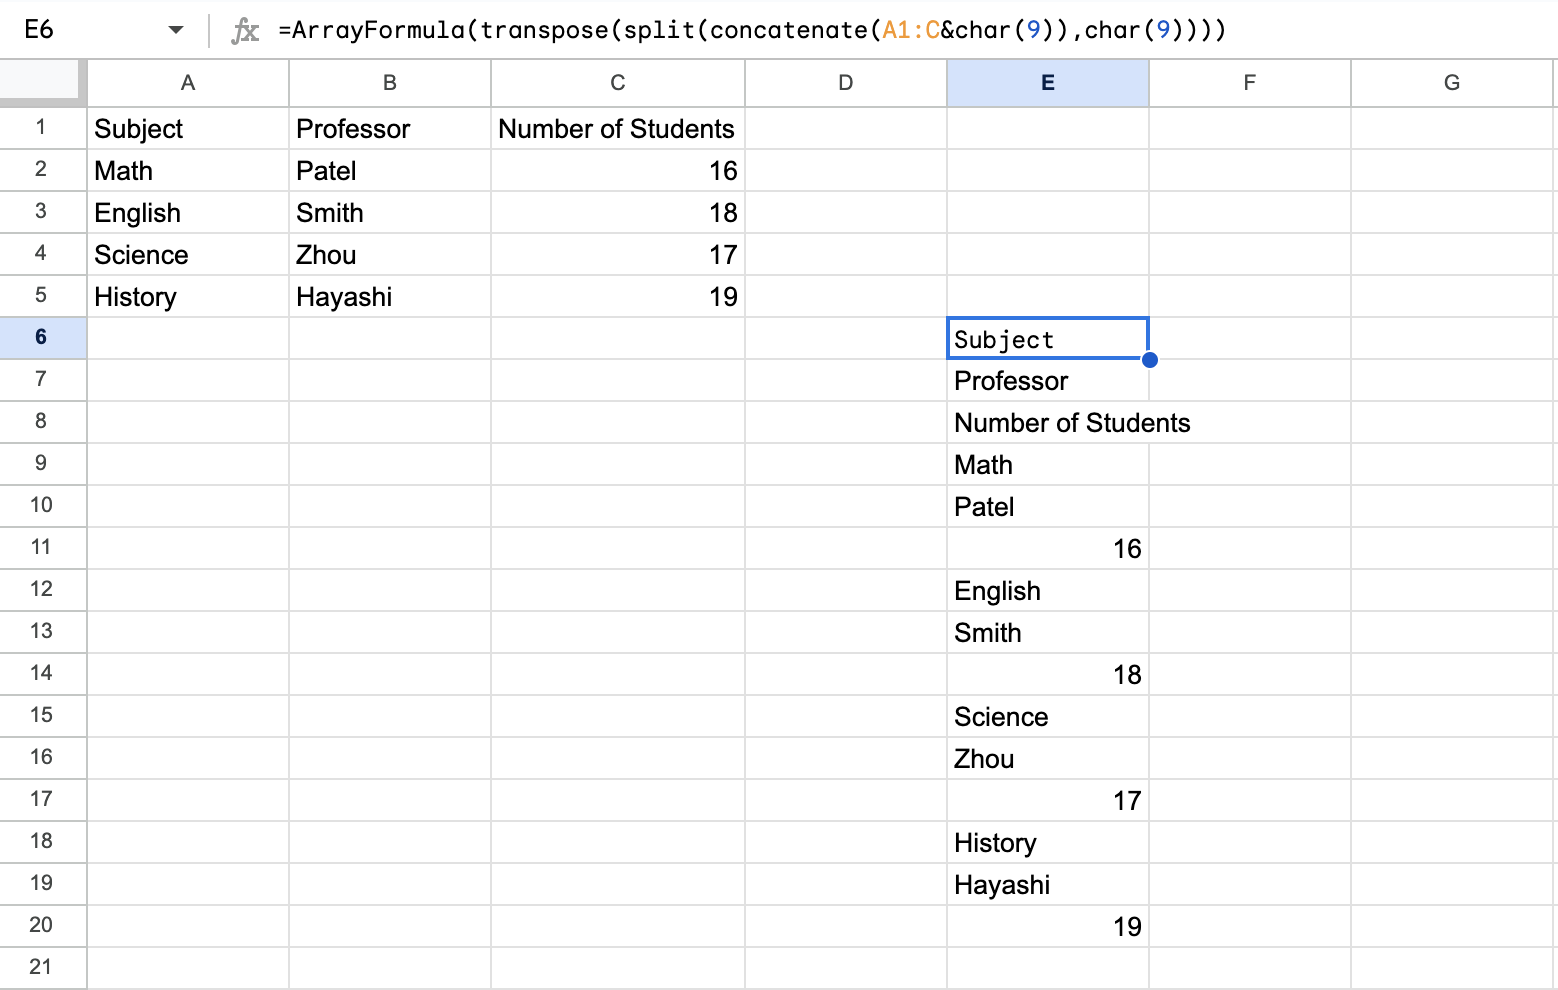 E6 fx =ArrayFormula(transpose(split(concatenate(A1:C&char(9)),char(9))))
A B C D E F G
1 Subject Professor Number of Students
2 Math Patel 16
3 English Smith 18
4 Science Zhou 17
5 History Hayashi 19
6 Subject
7 Professor
8 Number of Students
9 Math
10 Patel
11 16
12 English
13 Smith
14 18
15 Science
16 Zhou
17 17
18 History
19 Hayashi
20 19
21